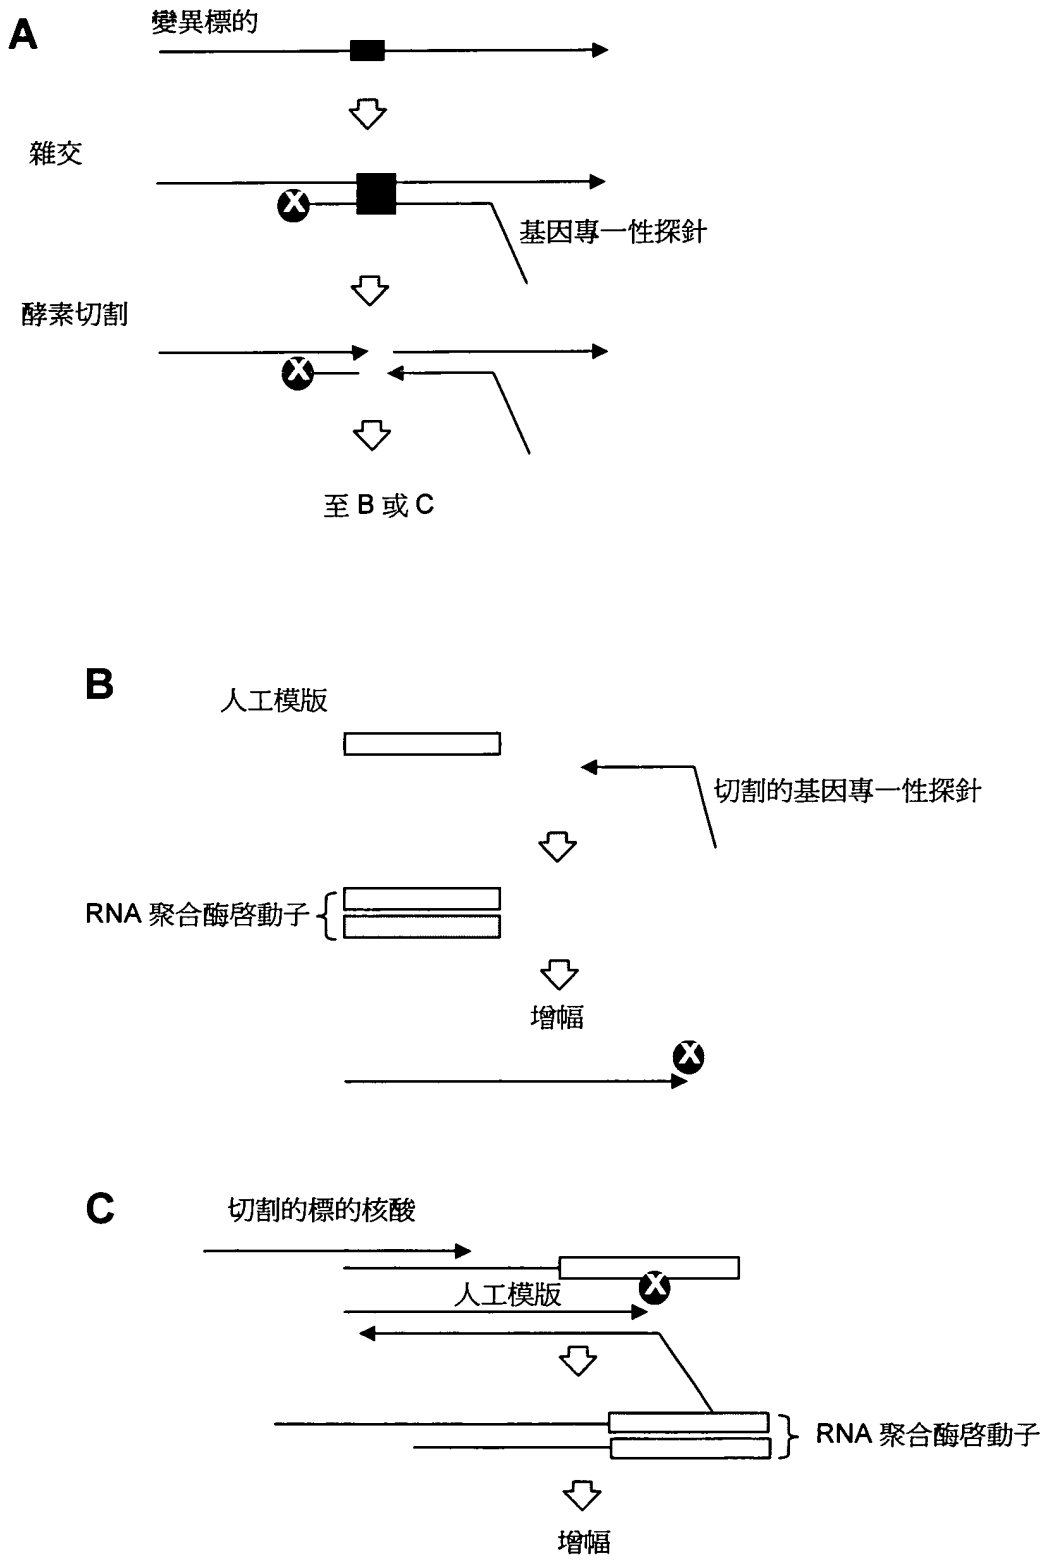 A
變異標的
雜交
X
基因專一性探針
酵素切割
X
至 B 或 C
B
人工模版
切割的基因專一性探針
RNA 聚合酶啓動子
增幅
X
C
切割的標的核酸
X
人工模版
RNA 聚合酶啓動子
增幅